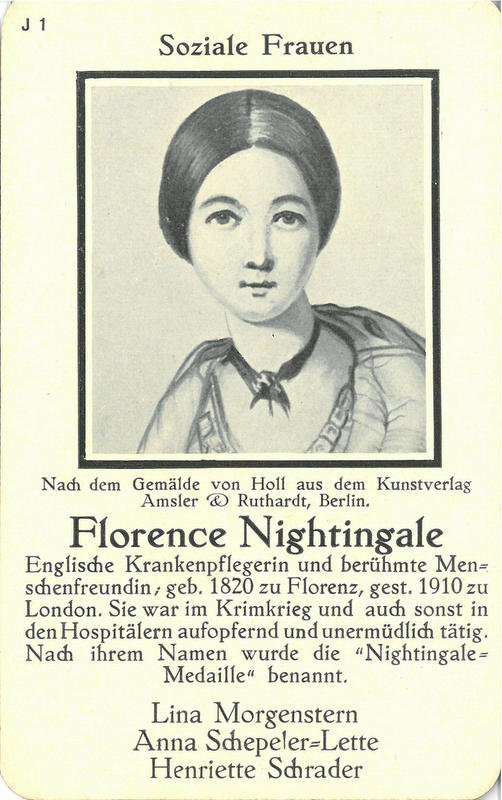 J 1
Soziale Frauen
Nach dem Gemälde von Holl aus dem Kunstverlag
Amsler & Ruthardt, Berlin.
Florence Nightingale
Englische Krankenpflegerin und berühmte Men=
schenfreundin, geb. 1820 zu Florenz, gest. 1910 zu
London. Sie war im Krimkrieg und auch sonst in
den Hospitälern aufopfernd und unermüdlich tätig.
Nach ihrem Namen wurde die "Nightingale=
Medaille" benannt.
Lina Morgenstern
Anna Schepeler=Lette
Henriette Schrader